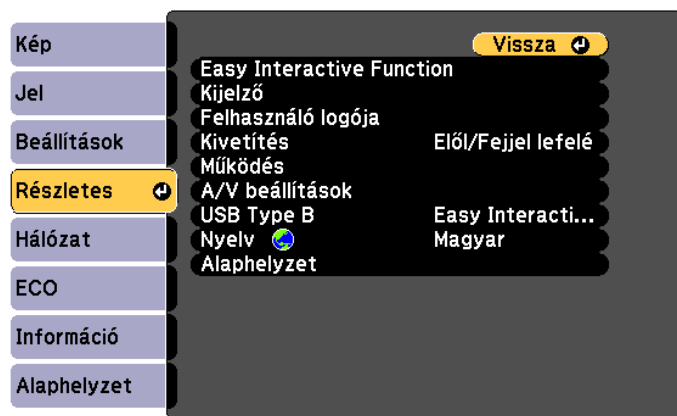 Kép
Jel
Beállítások
Részletes
Hálózat
ECO
Információ
Alaphelyzet
Vissza
Easy Interactive Function
Kijelző
Felhasználó logója
Kivetítés Elől/Fejjel lefelé
Működés
A/V beállítások
USB Type B Easy Interacti...
Nyelv Magyar
Alaphelyzet